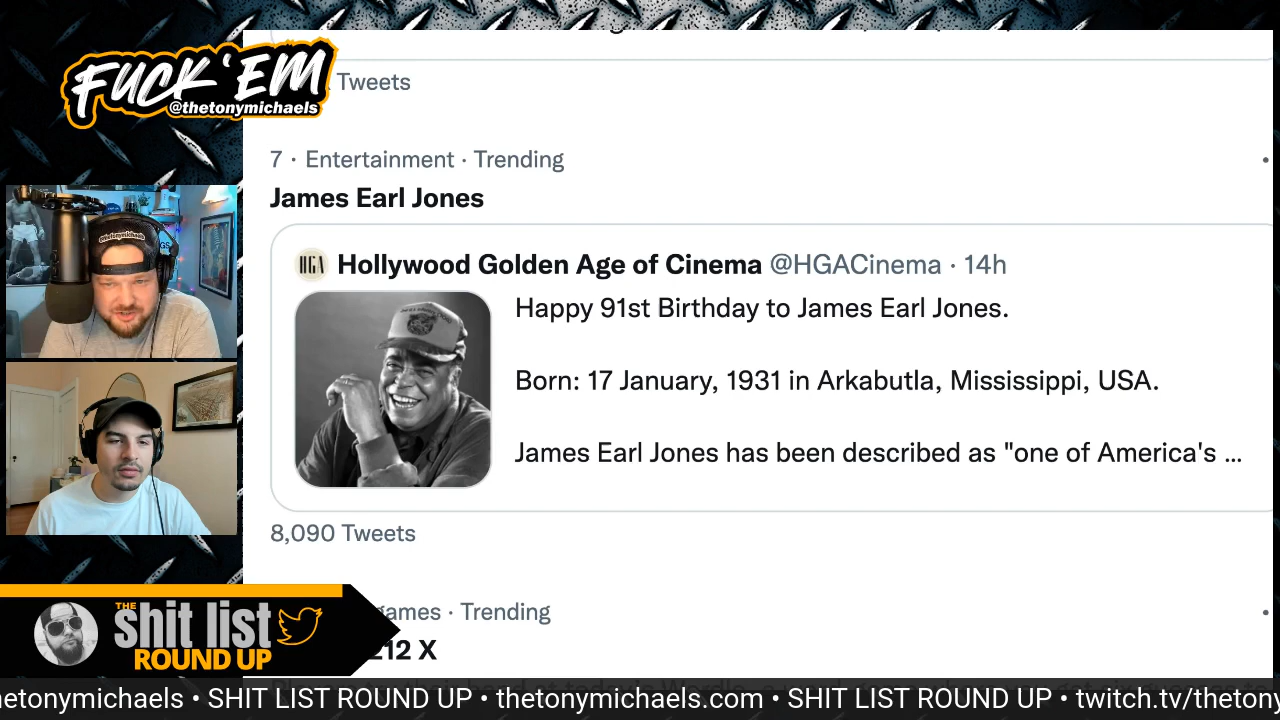 FUCK 'EM
@thetonymichaels
Tweets
7 · Entertainment · Trending
James Earl Jones
HGA Hollywood Golden Age of Cinema @HGACinema · 14h
Happy 91st Birthday to James Earl Jones.
Born: 17 January, 1931 in Arkabutla, Mississippi, USA.
James Earl Jones has been described as "one of America's ...
8,090 Tweets
games · Trending
212 X
THE
shit list
ROUND UP
hetonymichaels • SHIT LIST ROUND UP • thetonymichaels.com • SHIT LIST ROUND UP • twitch.tv/thetony